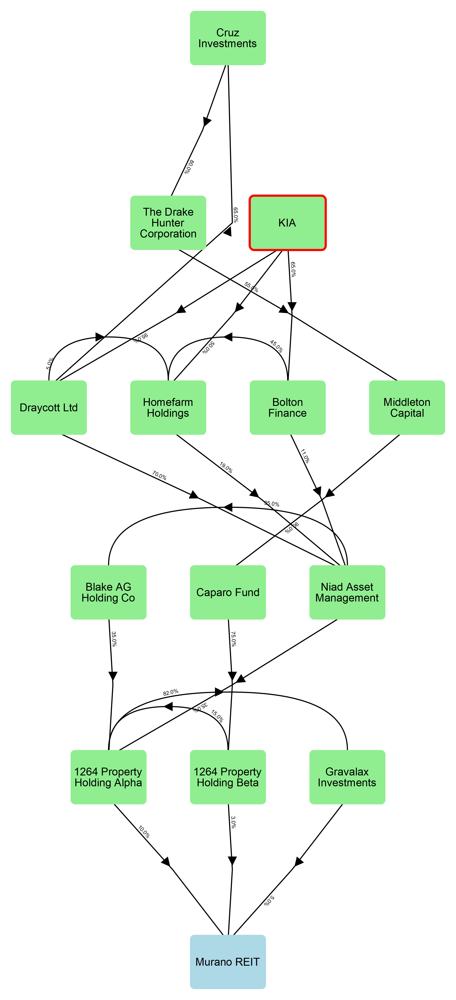 Cruz
Investments
80.0%
65.0%
The Drake
Hunter
Corporation
KIA
65.0%
55.0%
95.0%
50.0%
45.0%
5.0%
Draycott Ltd
Homefarm
Holdings
Bolton
Finance
Middleton
Capital
11.0%
19.0%
70.0%
35.0%
90.0%
Blake AG
Holding Co
Caparo Fund
Niad Asset
Management
35.0%
75.0%
82.0%
35.0%
15.0%
1264 Property
Holding Alpha
1264 Property
Holding Beta
Gravalax
Investments
10.0%
3.0%
5.0%
Murano REIT